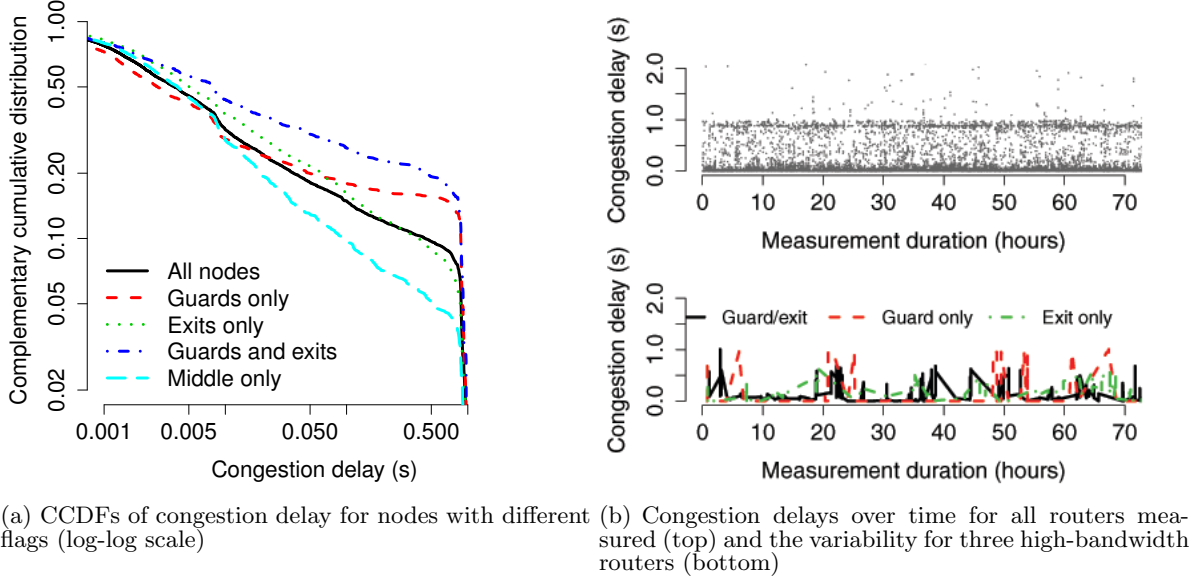 Complementary cumulative distribution
1.00
0.50
0.20
0.10
0.05
0.02
All nodes
Guards only
Exits only
Guards and exits
Middle only
0.001 0.005 0.050 0.500
Congestion delay (s)
(a) CCDFs of congestion delay for nodes with different
flags (log-log scale)
Congestion delay (s)
2.0
1.0
0.0
0 10 20 30 40 50 60 70
Measurement duration (hours)
Congestion delay (s)
2.0
1.0
0.0
Guard/exit Guard only Exit only
0 10 20 30 40 50 60 70
Measurement duration (hours)
(b) Congestion delays over time for all routers mea-
sured (top) and the variability for three high-bandwidth
routers (bottom)